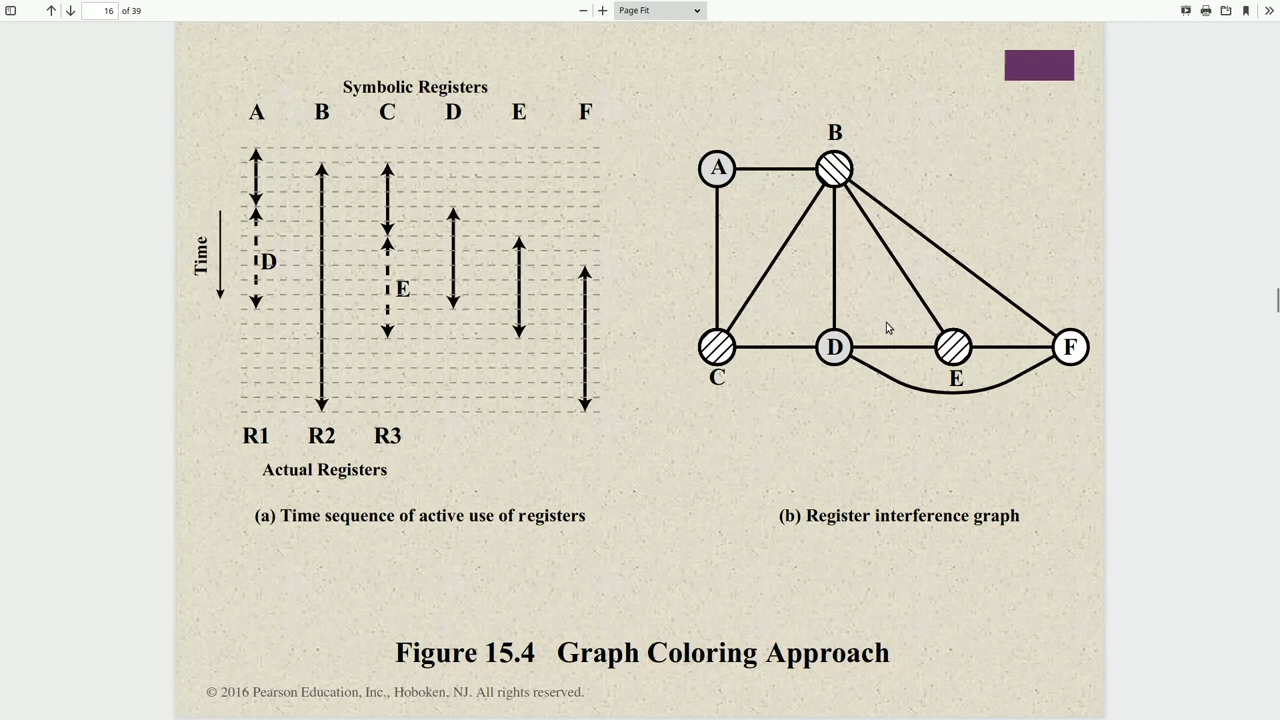 16 of 39 Page Fit
Symbolic Registers
A B C D E F
Time
D
E
R1 R2 R3
Actual Registers
(a) Time sequence of active use of registers
B
A
D
F
C
E
(b) Register interference graph
Figure 15.4 Graph Coloring Approach
© 2016 Pearson Education, Inc., Hoboken, NJ. All rights reserved.